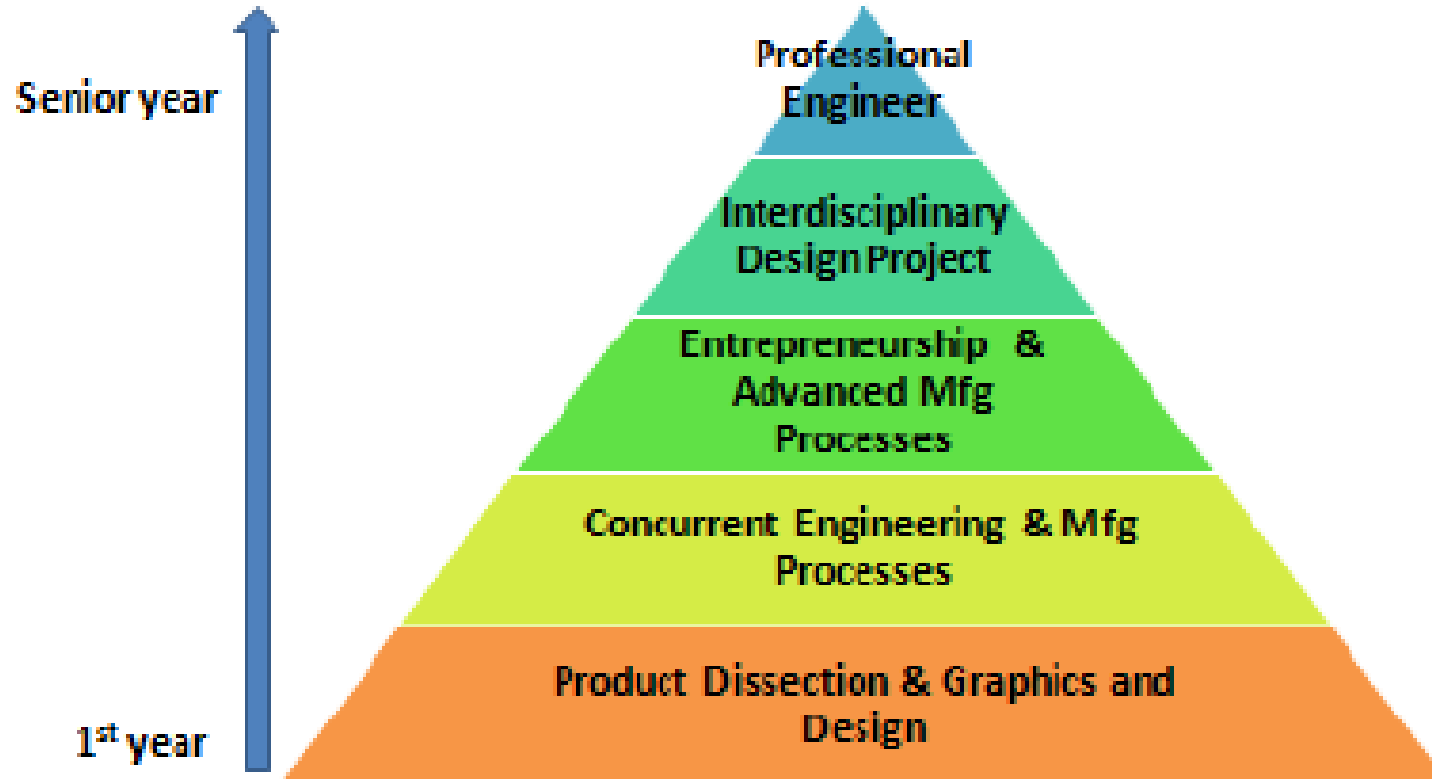 Professional
Engineer
Senior year
Interdisciplinary
Design Project
Entrepreneurship &
Advanced Mfg
Processes
Concurrent Engineering & Mfg
Processes
Product Dissection & Graphics and
Design
1st year